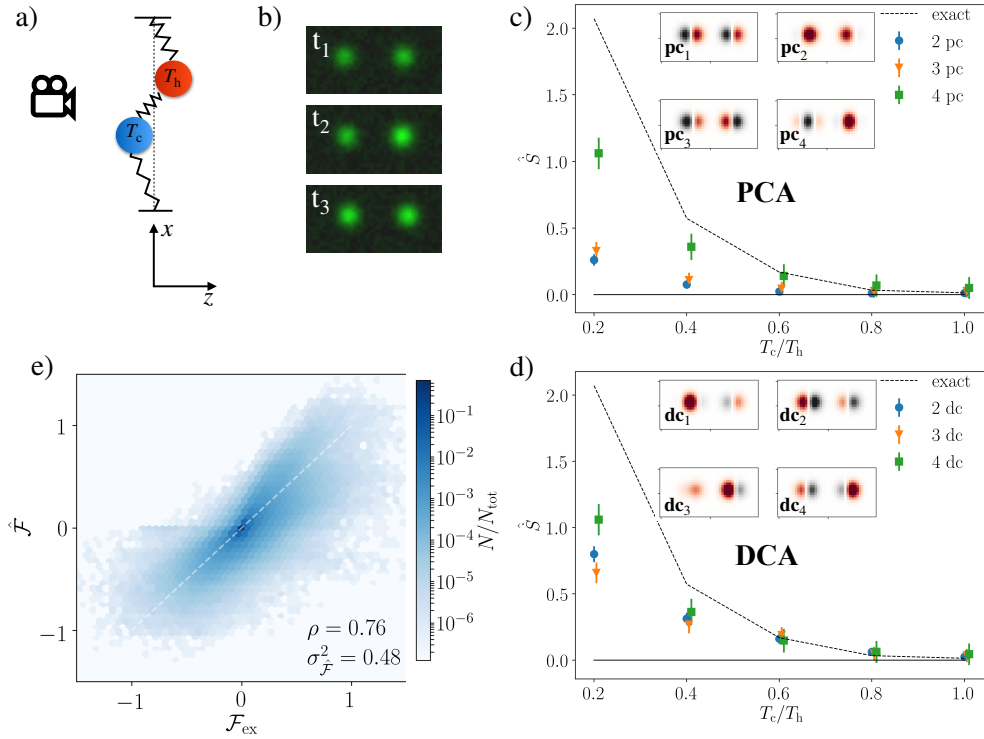 a)
T_h
T_c
x
z
b)
t_1
t_2
t_3
c)
2.0
1.5
1.0
0.5
0.0
Ŝ
pc_1
pc_2
pc_3
pc_4
exact
2 pc
3 pc
4 pc
PCA
0.2 0.4 0.6 0.8 1.0
T_c/T_h
d)
2.0
1.5
1.0
0.5
0.0
Ŝ
dc_1
dc_2
dc_3
dc_4
exact
2 dc
3 dc
4 dc
DCA
0.2 0.4 0.6 0.8 1.0
T_c/T_h
e)
1
0
−1
ℱ̂
−1 0 1
ℱ_ex
ρ = 0.76
σ²_ℱ̂ = 0.48
10⁻¹
10⁻²
10⁻³
10⁻⁴
10⁻⁵
10⁻⁶
N/N_tot